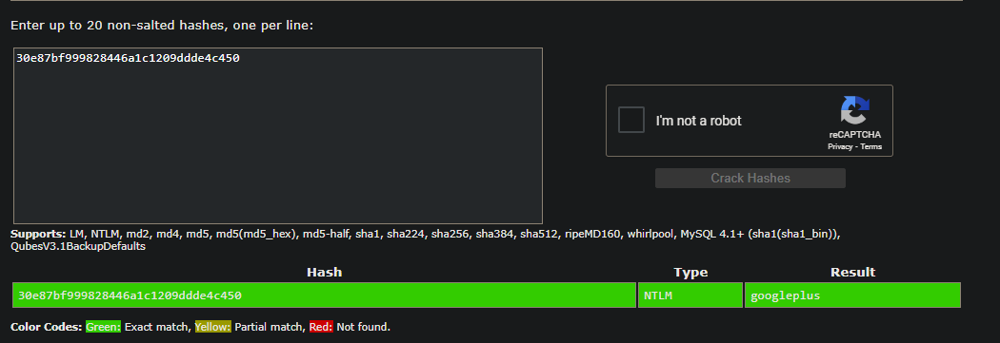 Enter up to 20 non-salted hashes, one per line:
30e87bf999828446a1c1209ddde4c450
I'm not a robot
reCAPTCHA
Privacy - Terms
Crack Hashes
Supports: LM, NTLM, md2, md4, md5, md5(md5_hex), md5-half, sha1, sha224, sha256, sha384, sha512, ripeMD160, whirlpool, MySQL 4.1+ (sha1(sha1_bin)),
QubesV3.1BackupDefaults
Hash Type Result
30e87bf999828446a1c1209ddde4c450 NTLM googleplus
Color Codes: Green: Exact match, Yellow: Partial match, Red: Not found.